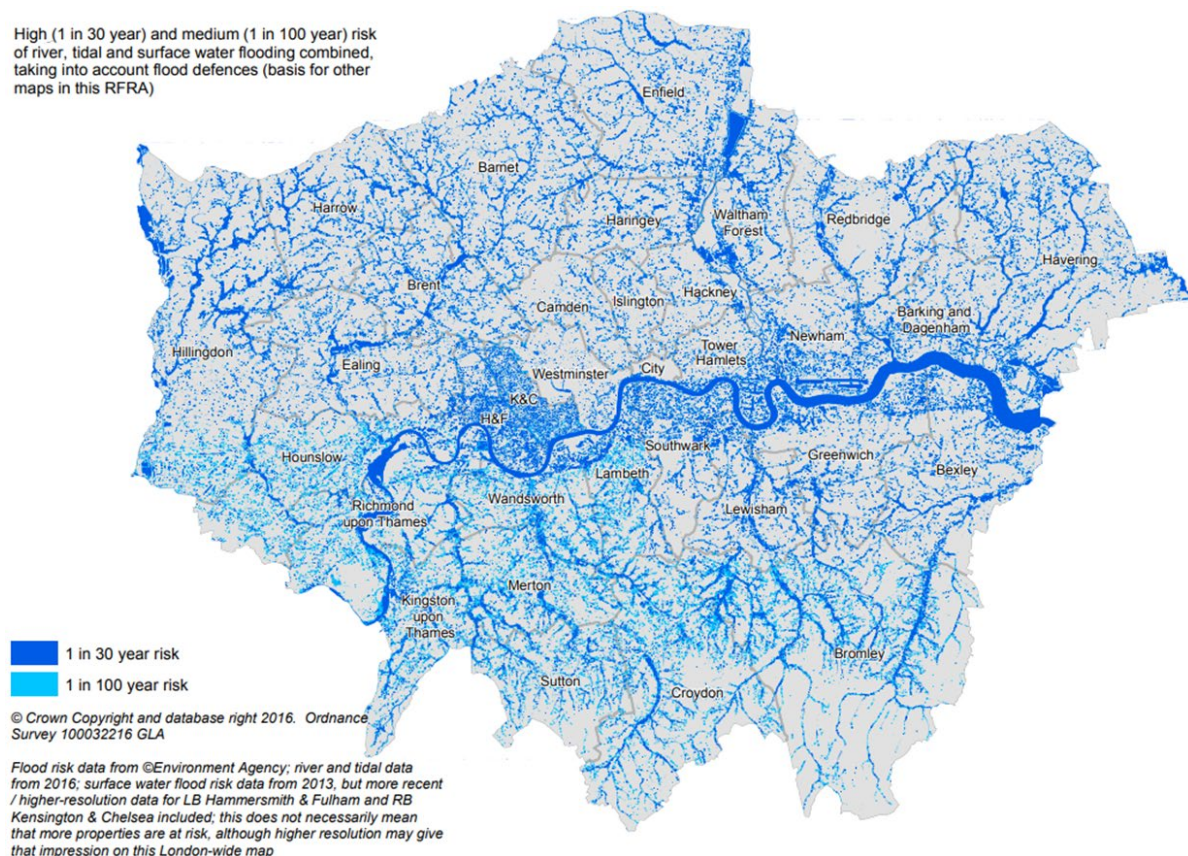 High (1 in 30 year) and medium (1 in 100 year) risk
of river, tidal and surface water flooding combined,
taking into account flood defences (basis for other
maps in this RFRA)
Enfield
Barnet
Harrow
Haringey
Waltham
Forest
Redbridge
Havering
Brent
Camden
Islington
Hackney
Barking and
Dagenham
Newham
Hillingdon
Ealing
Westminster
City
Tower
Hamlets
K&C
H&F
Southwark
Hounslow
Lambeth
Greenwich
Bexley
Wandsworth
Richmond
upon Thames
Lewisham
Merton
Kingston
upon
Thames
Bromley
Sutton
Croydon
1 in 30 year risk
1 in 100 year risk
© Crown Copyright and database right 2016. Ordnance
Survey 100032216 GLA
Flood risk data from ©Environment Agency; river and tidal data
from 2016; surface water flood risk data from 2013, but more recent
/ higher-resolution data for LB Hammersmith & Fulham and RB
Kensington & Chelsea included; this does not necessarily mean
that more properties are at risk, although higher resolution may give
that impression on this London-wide map